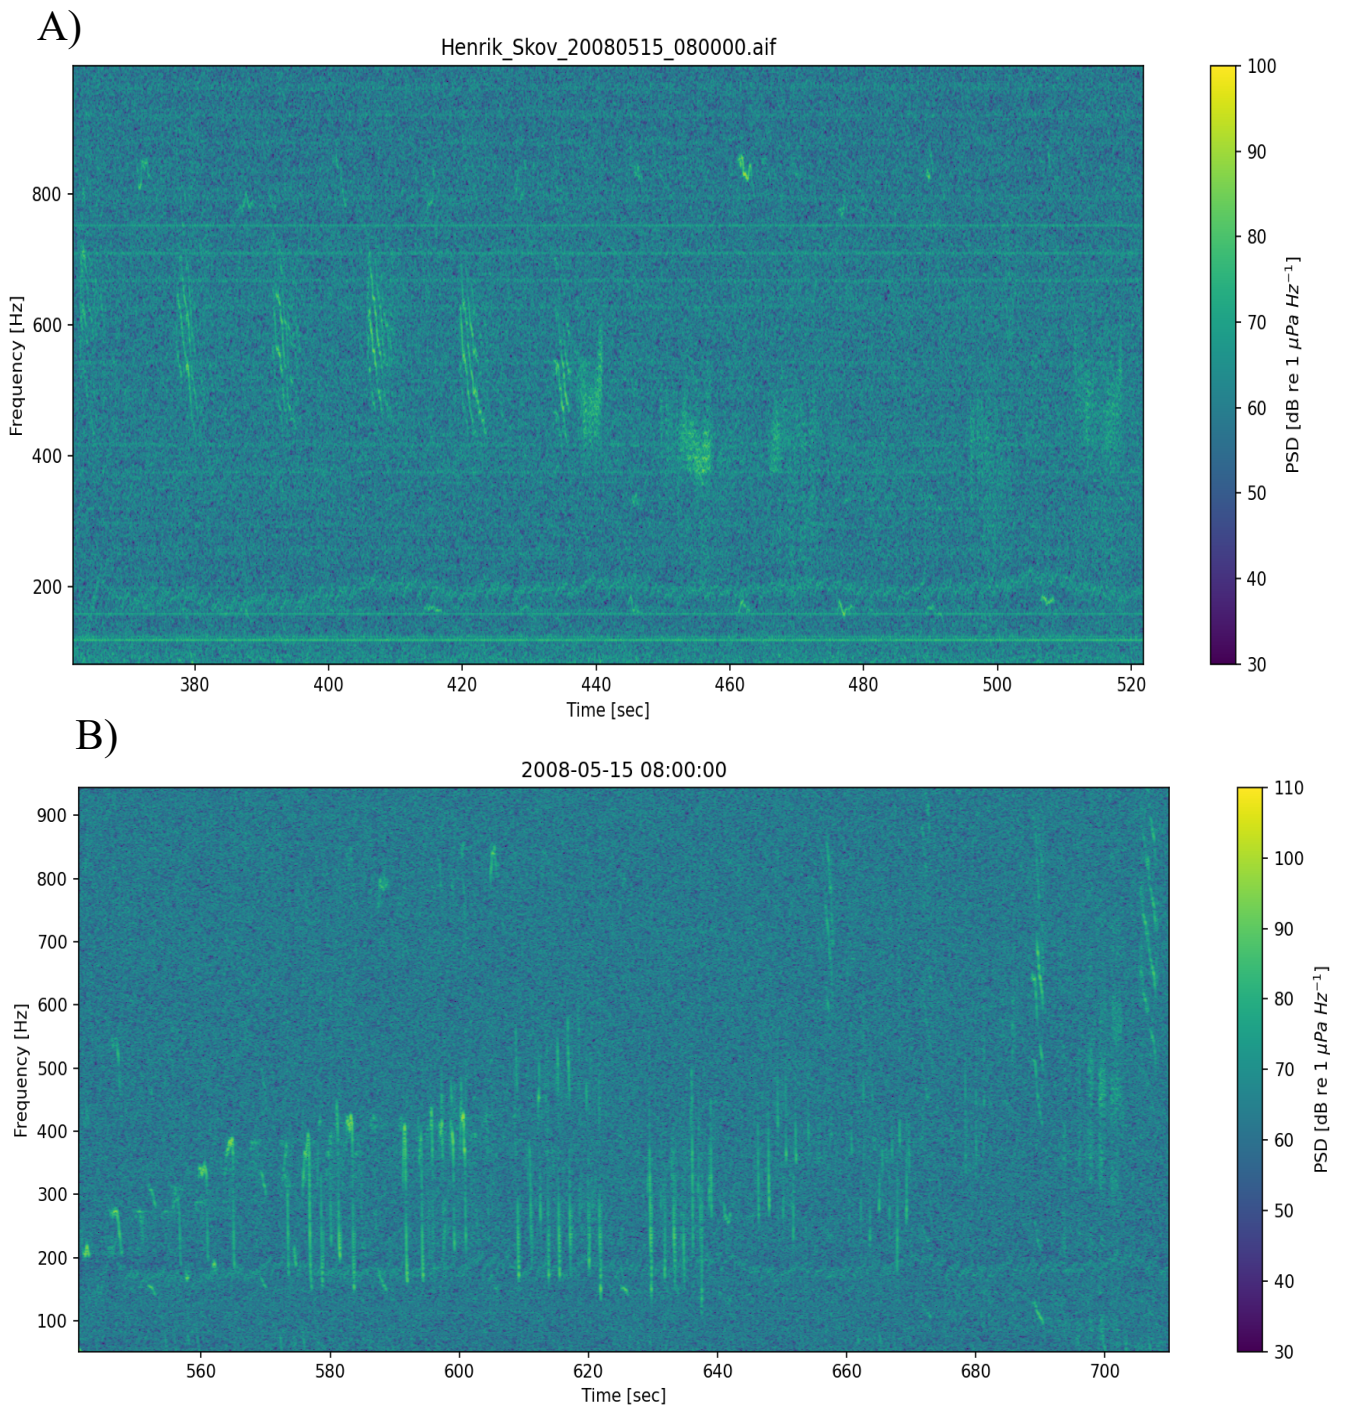 A)
Henrik_Skov_20080515_080000.aif
800
600
400
200
Frequency [Hz]
380 400 420 440 460 480 500 520
Time [sec]
100
90
80
70
60
50
40
30
PSD [dB re 1 µPa Hz⁻¹]
B)
2008-05-15 08:00:00
900
800
700
600
500
400
300
200
100
Frequency [Hz]
560 580 600 620 640 660 680 700
Time [sec]
110
100
90
80
70
60
50
40
30
PSD [dB re 1 µPa Hz⁻¹]